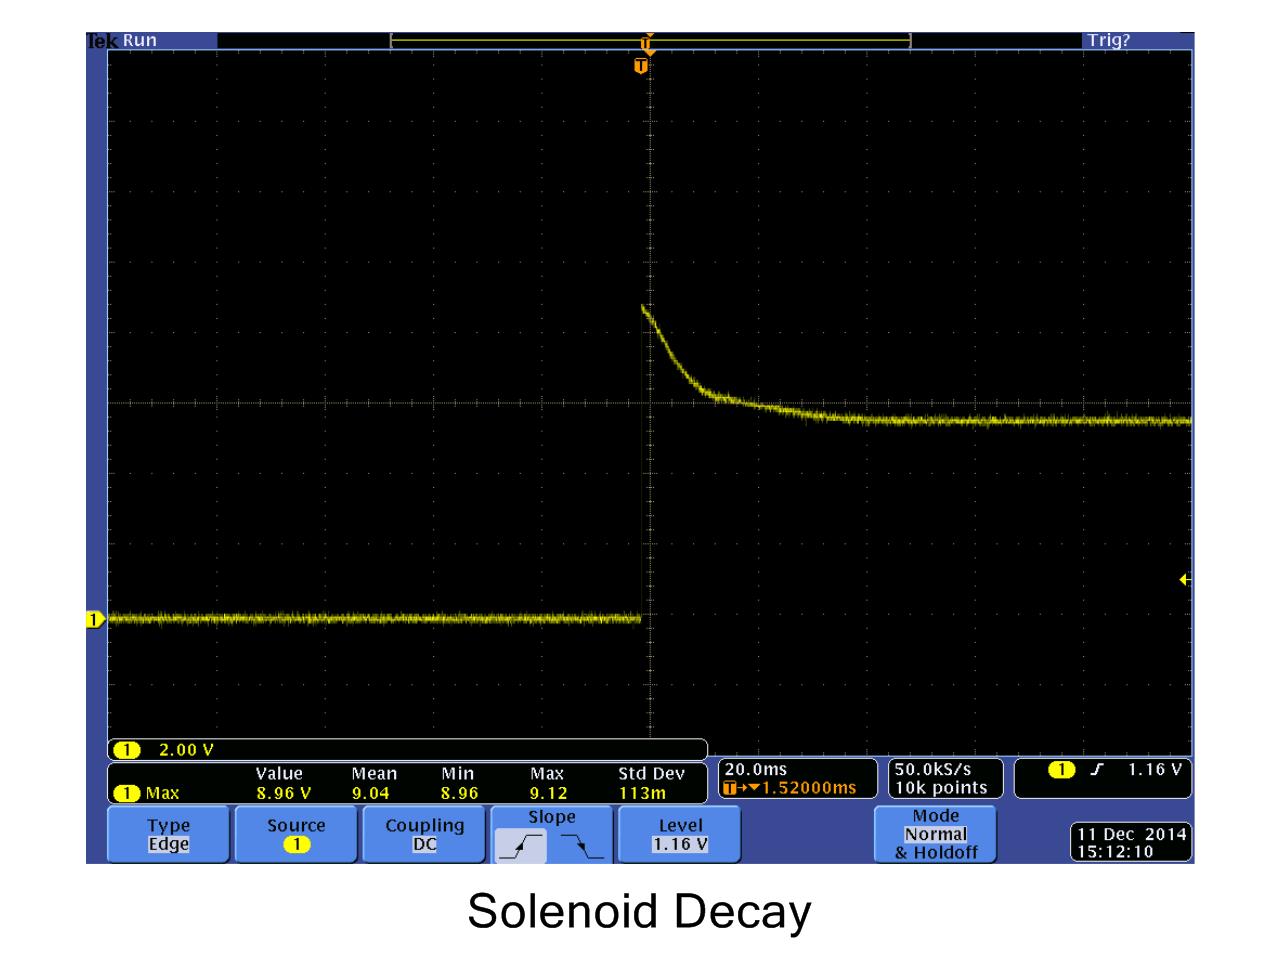 Tek Run Trig?
T
T
1
1 2.00 V
Value Mean Min Max Std Dev
1 Max 8.96 V 9.04 8.96 9.12 113m
20.0ms
T→▼1.52000ms
50.0kS/s
10k points
1 1.16 V
Type
Edge
Source
1
Coupling
DC
Slope
Level
1.16 V
Mode
Normal
& Holdoff
11 Dec 2014
15:12:10
Solenoid Decay